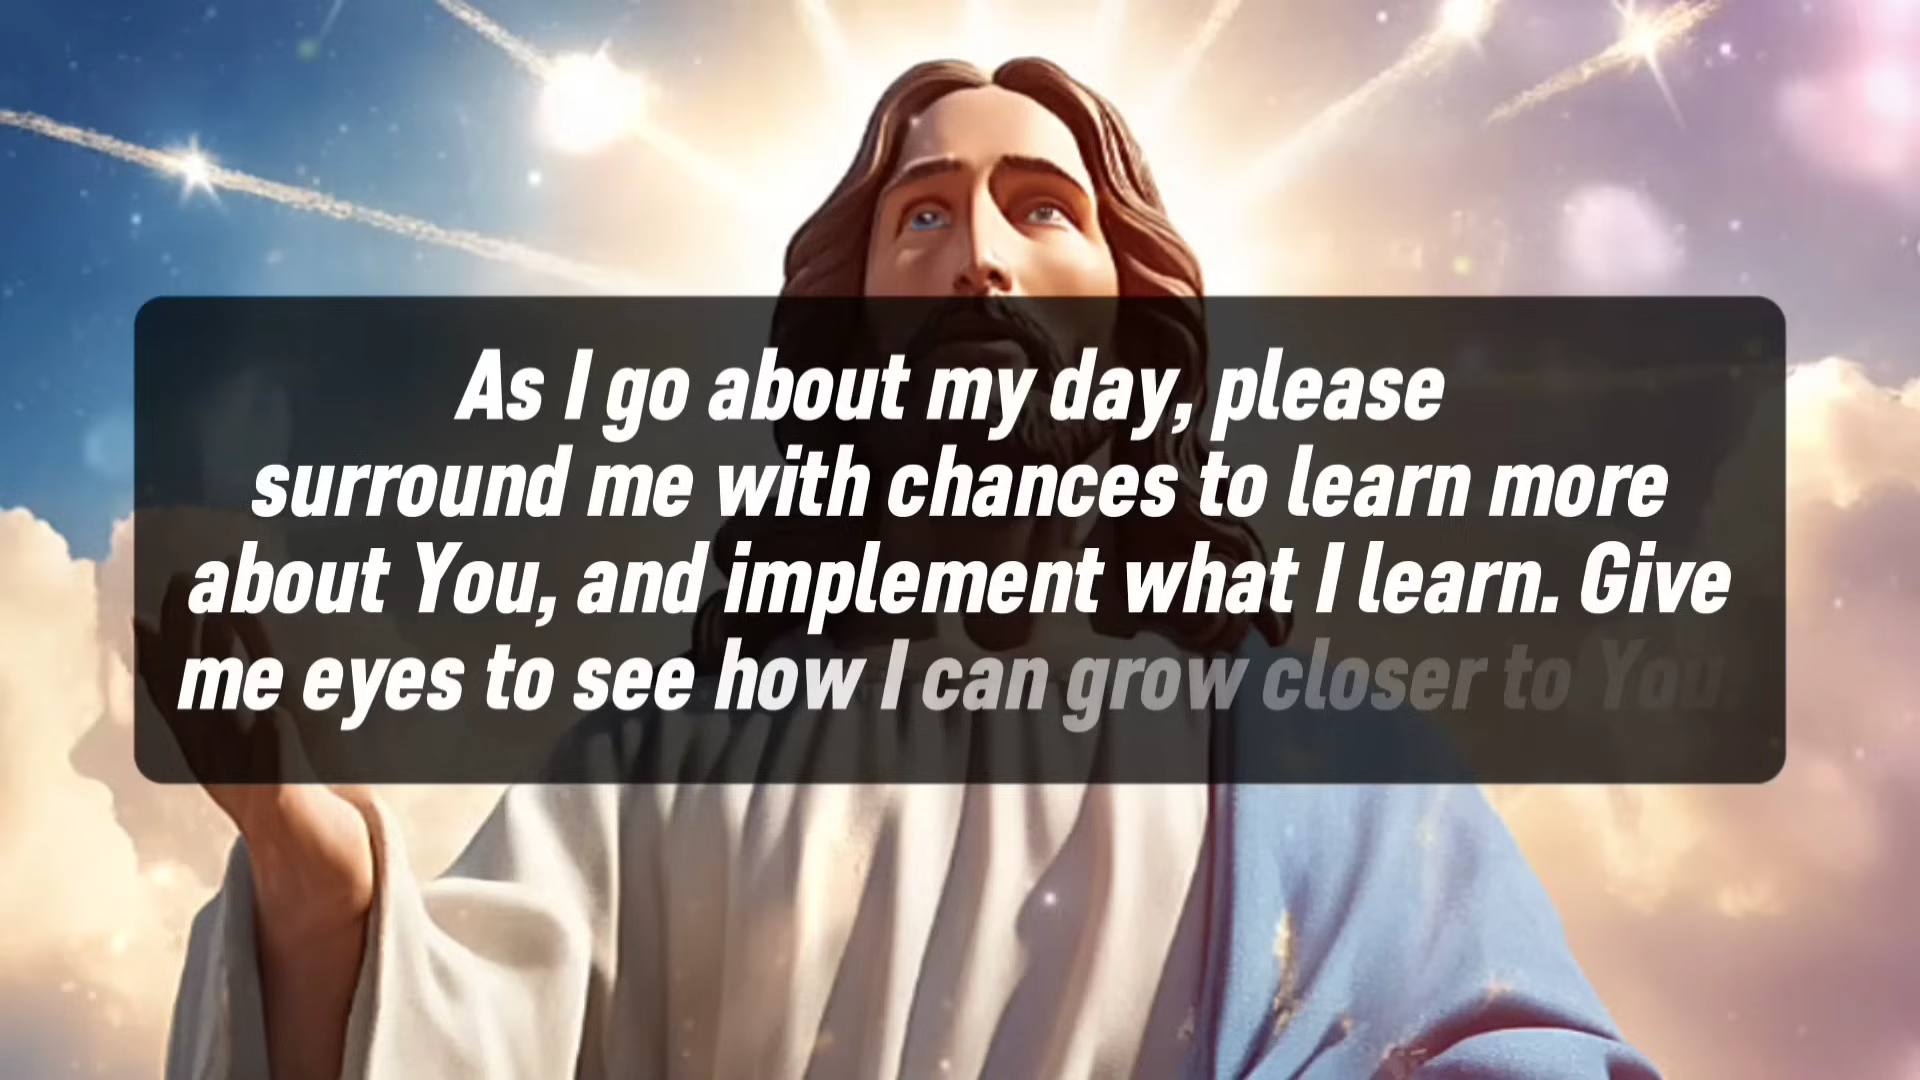 As I go about my day, please
surround me with chances to learn more
about You, and implement what I learn. Give
me eyes to see how I can grow closer to You.